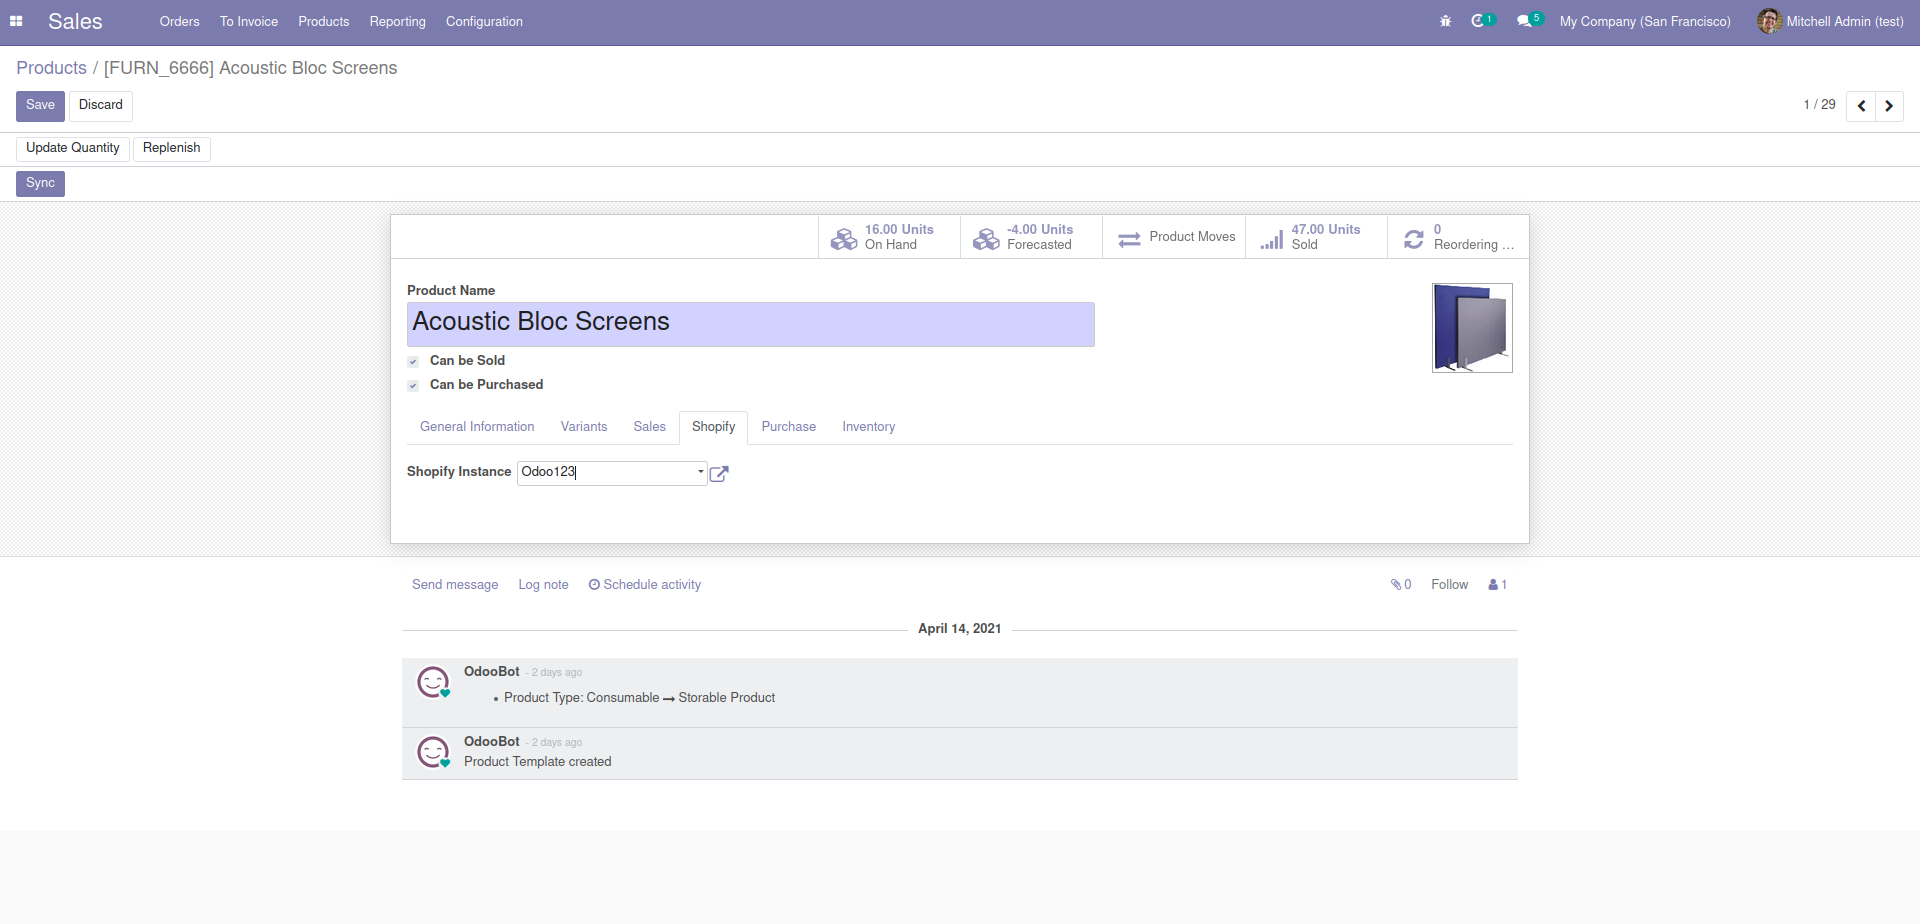 Sales Orders To Invoice Products Reporting Configuration 1 5 My Company (San Francisco) Mitchell Admin (test)
Products / [FURN_6666] Acoustic Bloc Screens
Save Discard 1 / 29
Update Quantity Replenish
Sync
16.00 Units On Hand
-4.00 Units Forecasted
Product Moves
47.00 Units Sold
0 Reordering ...
Product Name
Acoustic Bloc Screens
Can be Sold
Can be Purchased
General Information Variants Sales Shopify Purchase Inventory
Shopify Instance Odoo123
Send message Log note Schedule activity 0 Follow 1
April 14, 2021
OdooBot - 2 days ago
• Product Type: Consumable → Storable Product
OdooBot - 2 days ago
Product Template created